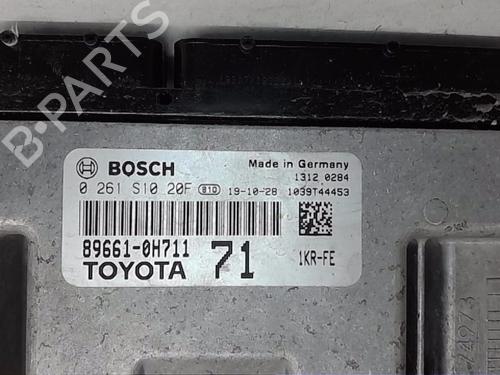 B-PARTS
BOSCH
Made in Germany
1312 0284
0 261 S10 20F 810 19-10-28 1039T44453
89661-0H711
71
TOYOTA
1KR-FE